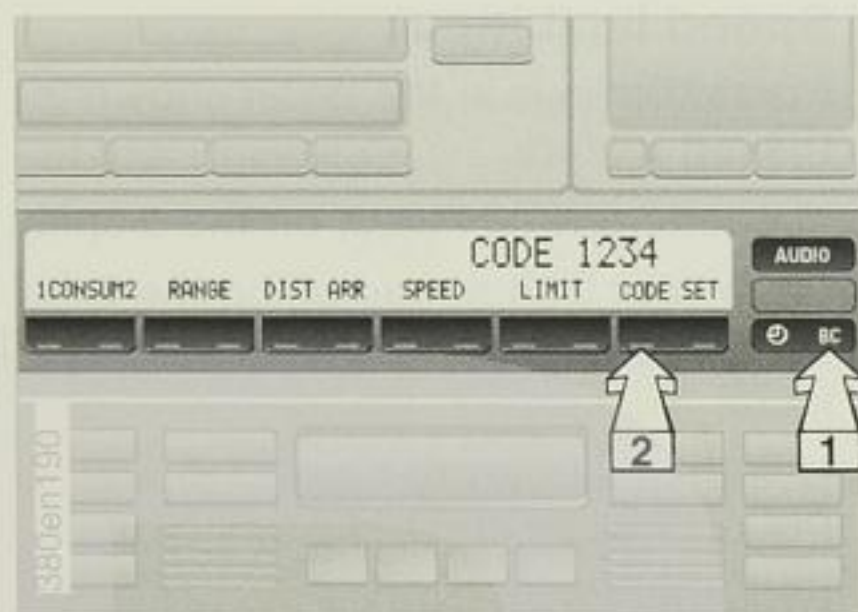 CODE 1234
AUDIO
1CONSUM2 RANGE DIST ARR SPEED LIMIT CODE SET
BC
2 1
380en190